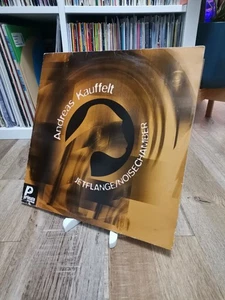 Andreas Kauffelt
JETFLANGE/NOISECHAMBER